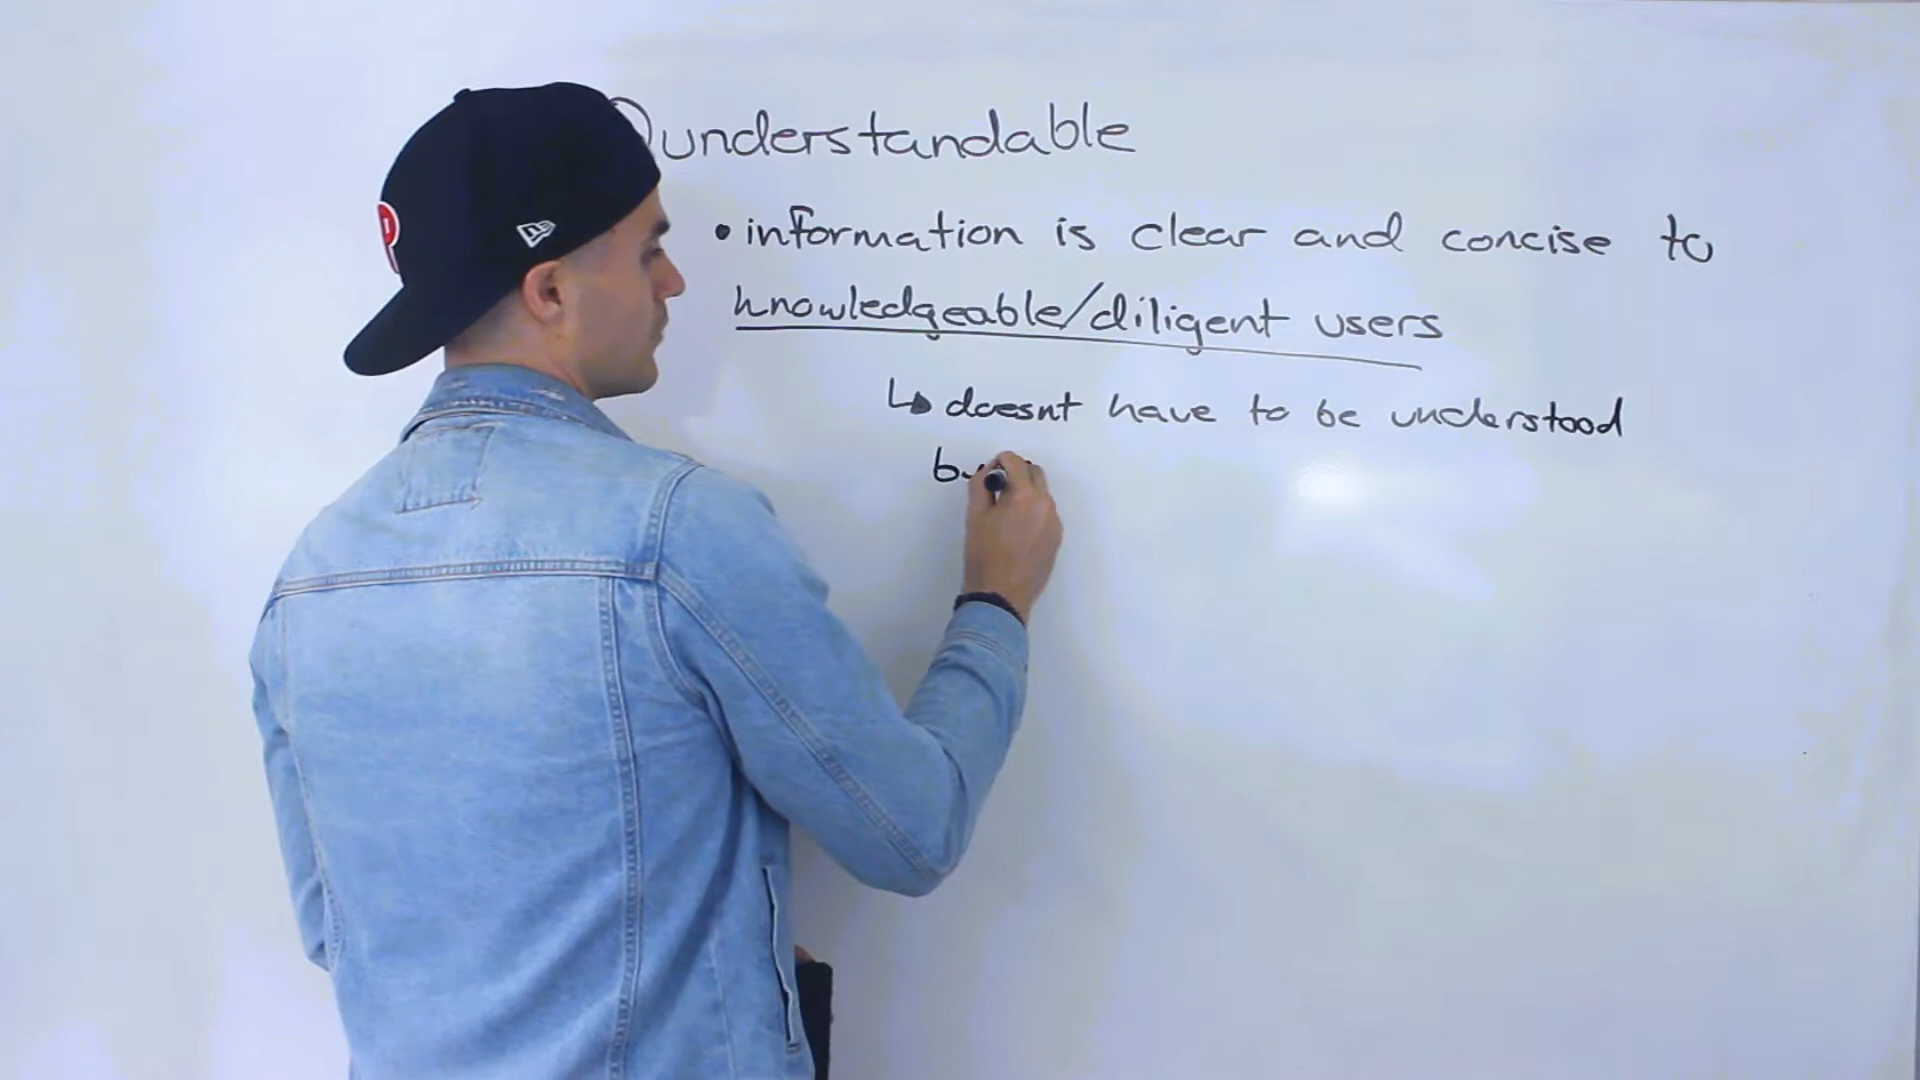 understandable
• information is clear and concise to
knowledgeable/diligent users
↳ doesnt have to be understood